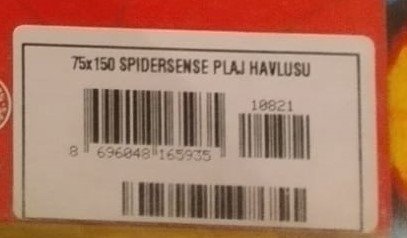 75x150 SPIDERSENSE PLAJ HAVLUSU
10821
8 696048 165935